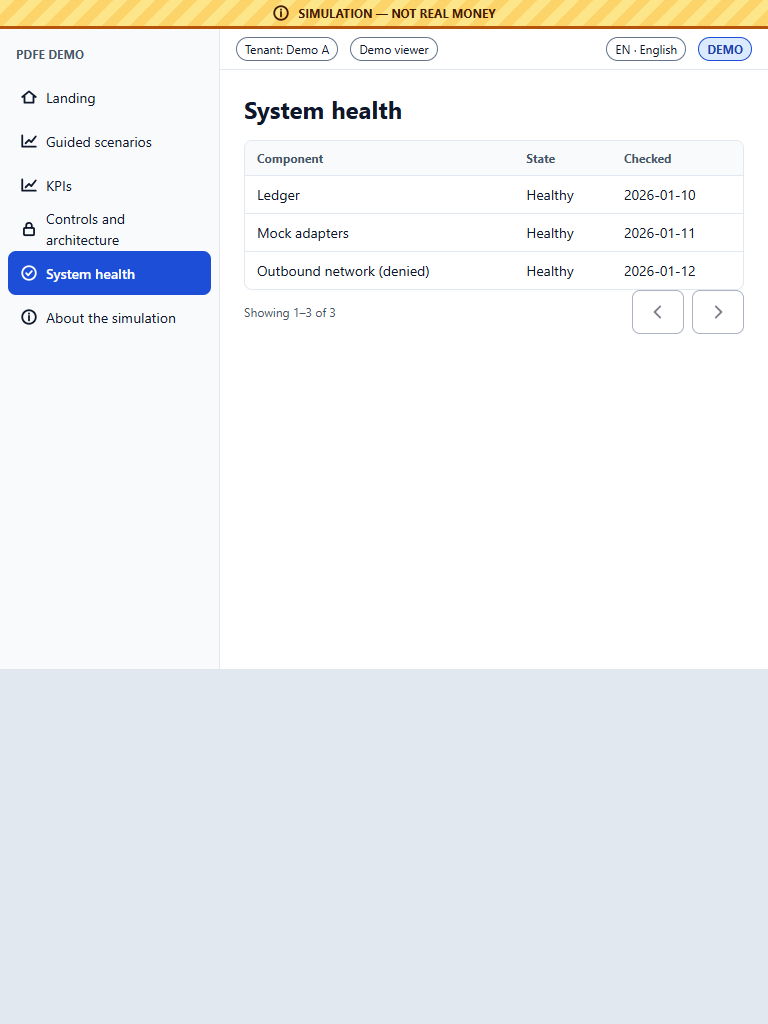 SIMULATION — NOT REAL MONEY
PDFE DEMO
Landing
Guided scenarios
KPIs
Controls and
architecture
System health
About the simulation
Tenant: Demo A
Demo viewer
EN · English
DEMO
System health
Component State Checked
Ledger Healthy 2026-01-10
Mock adapters Healthy 2026-01-11
Outbound network (denied) Healthy 2026-01-12
Showing 1–3 of 3